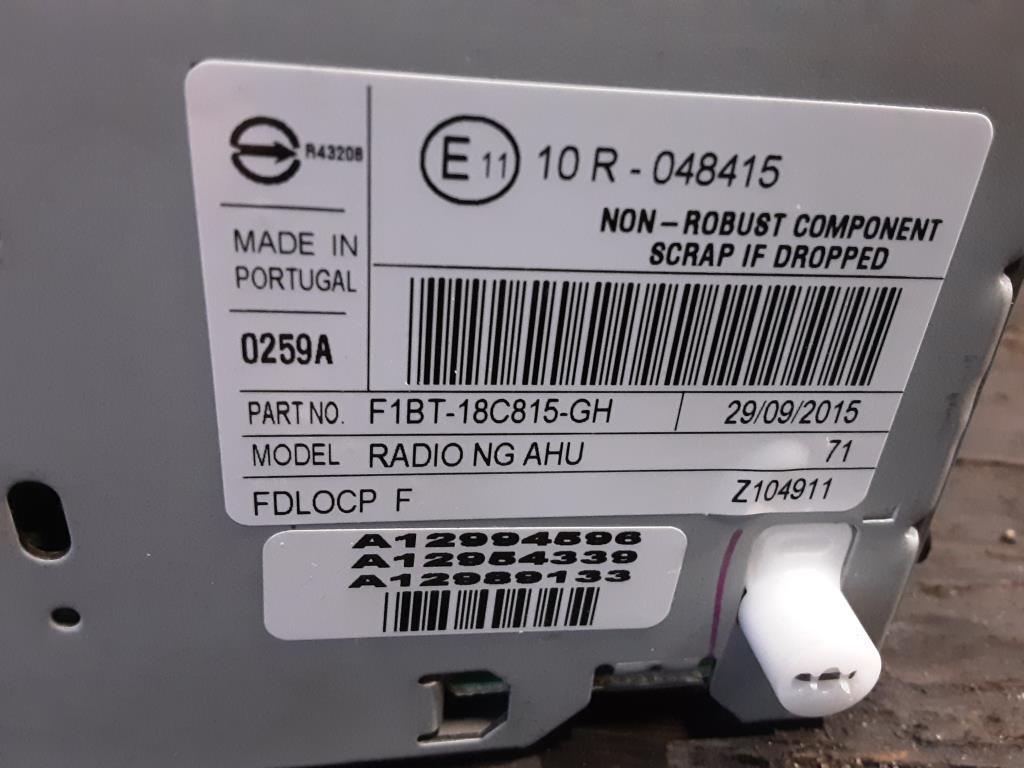 R43208
E 11 10 R - 048415
NON-ROBUST COMPONENT
SCRAP IF DROPPED
MADE IN
PORTUGAL
0259A
PART NO. F1BT-18C815-GH 29/09/2015
MODEL RADIO NG AHU 71
FDLOCP F Z104911
A12994596
A12954339
A12989133